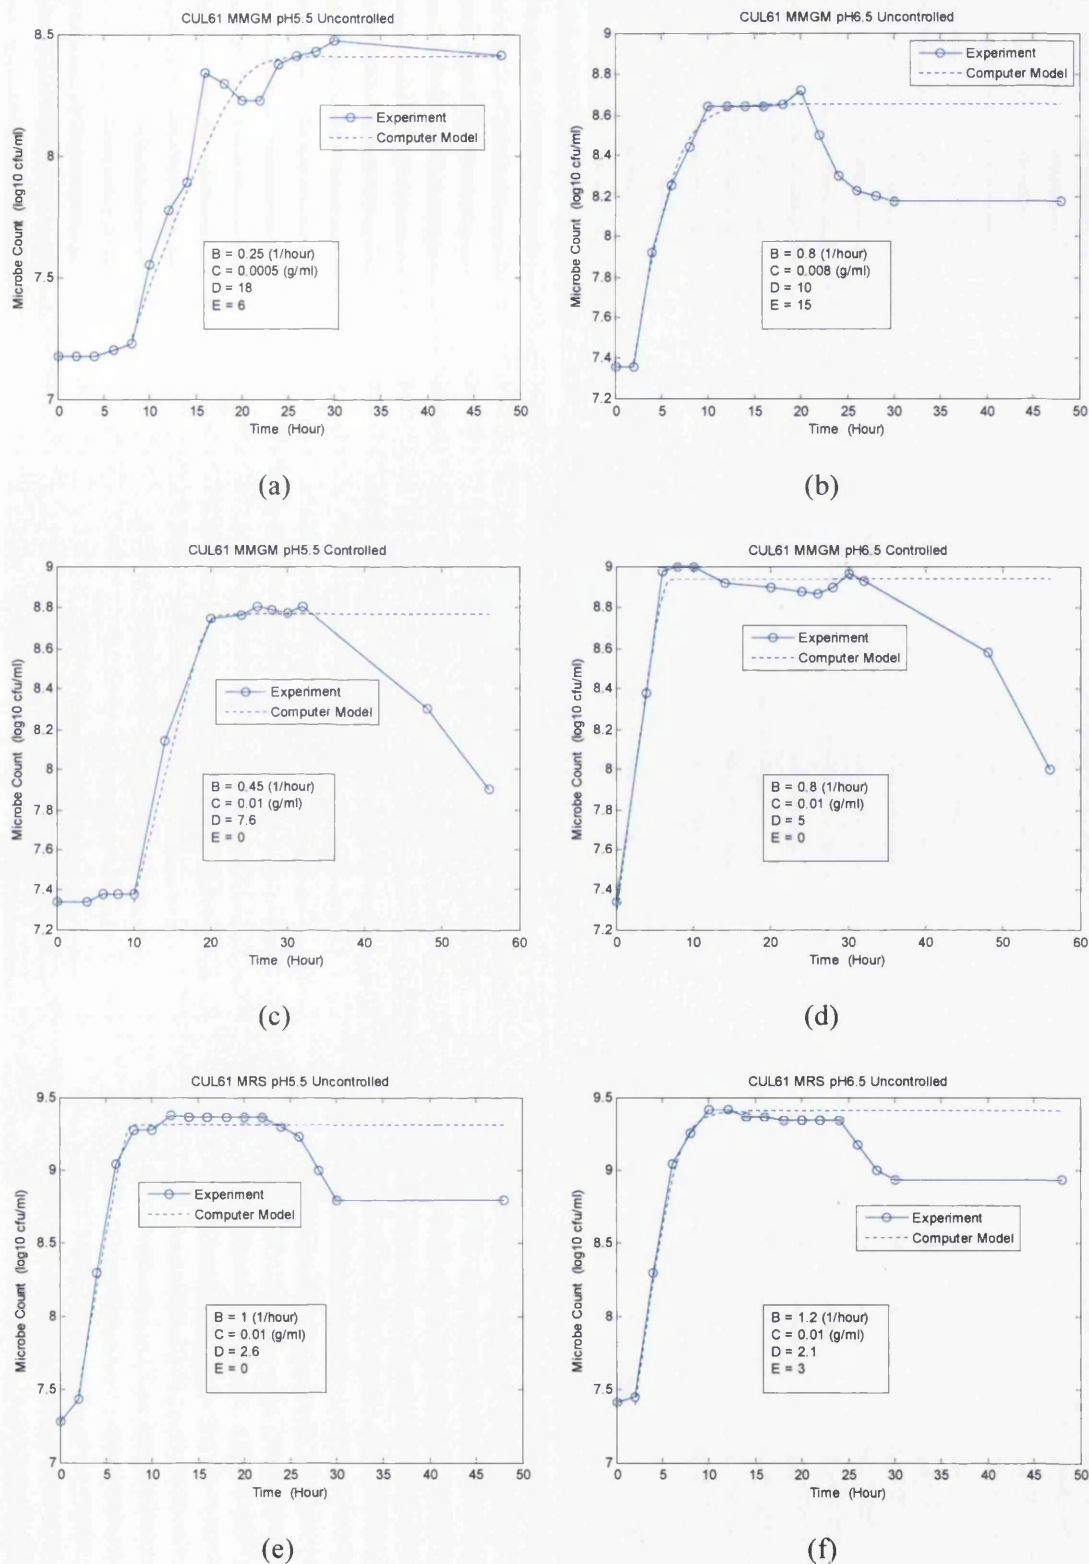 CUL61 MMGM pH5.5 Uncontrolled
8.5
8
7.5
7
Microbe Count (log10 cfu/ml)
Experiment
Computer Model
B = 0.25 (1/hour)
C = 0.0005 (g/ml)
D = 18
E = 6
0 5 10 15 20 25 30 35 40 45 50
Time (Hour)
(a)
CUL61 MMGM pH6.5 Uncontrolled
9
8.8
8.6
8.4
8.2
8
7.8
7.6
7.4
7.2
Microbe Count (log10 cfu/ml)
Experiment
Computer Model
B = 0.8 (1/hour)
C = 0.008 (g/ml)
D = 10
E = 15
0 5 10 15 20 25 30 35 40 45 50
Time (Hour)
(b)
CUL61 MMGM pH5.5 Controlled
9
8.8
8.6
8.4
8.2
8
7.8
7.6
7.4
7.2
Microbe Count (log10 cfu/ml)
Experiment
Computer Model
B = 0.45 (1/hour)
C = 0.01 (g/ml)
D = 7.6
E = 0
0 10 20 30 40 50 60
Time (Hour)
(c)
CUL61 MMGM pH6.5 Controlled
9
8.8
8.6
8.4
8.2
8
7.8
7.6
7.4
7.2
Microbe Count (log10 cfu/ml)
Experiment
Computer Model
B = 0.8 (1/hour)
C = 0.01 (g/ml)
D = 5
E = 0
0 10 20 30 40 50 60
Time (Hour)
(d)
CUL61 MRS pH5.5 Uncontrolled
9.5
9
8.5
8
7.5
7
Microbe Count (log10 cfu/ml)
Experiment
Computer Model
B = 1 (1/hour)
C = 0.01 (g/ml)
D = 2.6
E = 0
0 5 10 15 20 25 30 35 40 45 50
Time (Hour)
(e)
CUL61 MRS pH6.5 Uncontrolled
9.5
9
8.5
8
7.5
7
Microbe Count (log10 cfu/ml)
Experiment
Computer Model
B = 1.2 (1/hour)
C = 0.01 (g/ml)
D = 2.1
E = 3
0 5 10 15 20 25 30 35 40 45 50
Time (Hour)
(f)